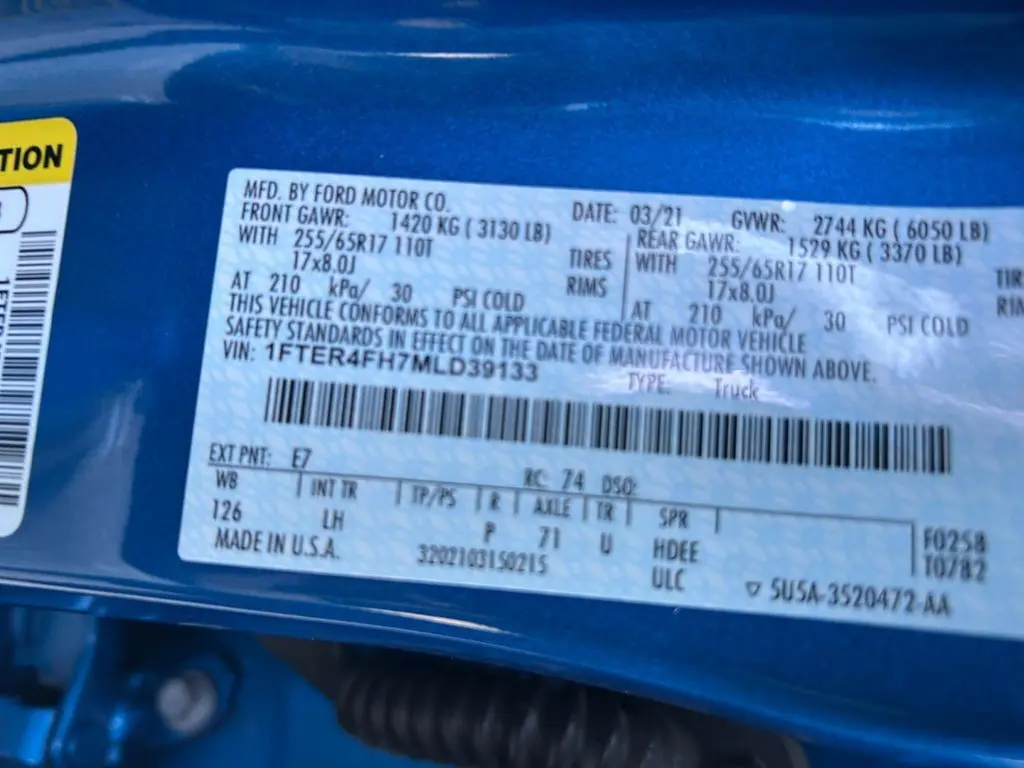 TION
MFD. BY FORD MOTOR CO. DATE: 03/21 GVWR: 2744 KG ( 6050 LB)
FRONT GAWR: 1420 KG ( 3130 LB) REAR GAWR: 1529 KG ( 3370 LB)
WITH 255/65R17 110T TIRES WITH 255/65R17 110T TIR
17x8.0J RIMS 17x8.0J RIM
AT 210 kPa/ 30 PSI COLD AT 210 kPa/ 30 PSI COLD
THIS VEHICLE CONFORMS TO ALL APPLICABLE FEDERAL MOTOR VEHICLE
SAFETY STANDARDS IN EFFECT ON THE DATE OF MANUFACTURE SHOWN ABOVE.
VIN: 1FTER4FH7MLD39133 TYPE: Truck
EXT PNT: E7 RC: 74 DSO:
WB INT TR TP/PS R AXLE TR SPR
126 LH P 71 U HDEE F0258
MADE IN U.S.A. 3202103150215 ULC T0782
▽ 5U5A-3520472-AA